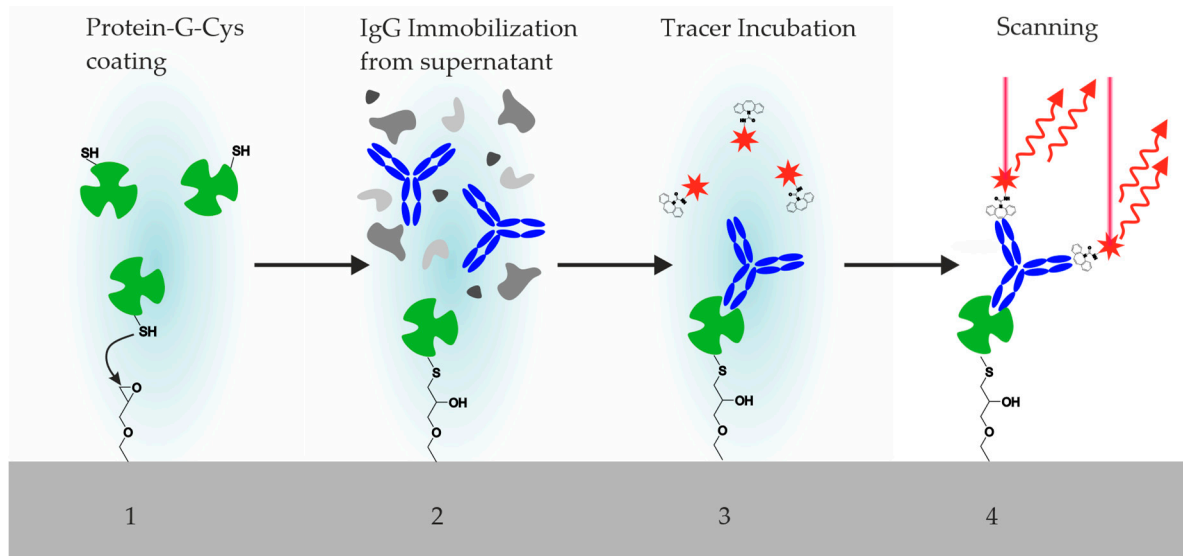 Protein-G-Cys
coating
IgG Immobilization
from supernatant
Tracer Incubation
Scanning
SH
SH
SH
O
O
S
OH
O
S
OH
O
S
OH
O
1
2
3
4